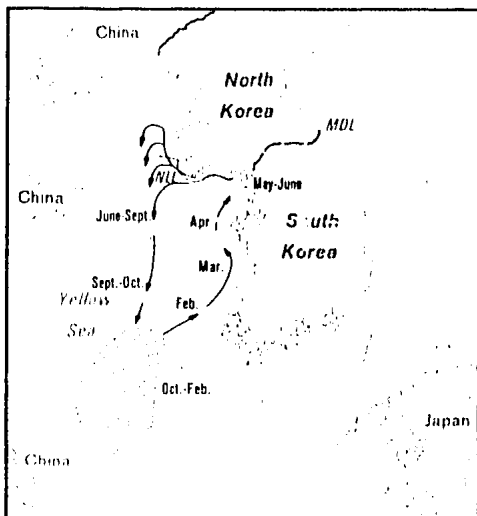 China
North
Korea
MDL
NLL
May-June
China
June-Sept.
Apr.
South
Korea
Mar.
Sept.-Oct.
Yellow
Sea
Feb.
Oct.-Feb.
Japan
China